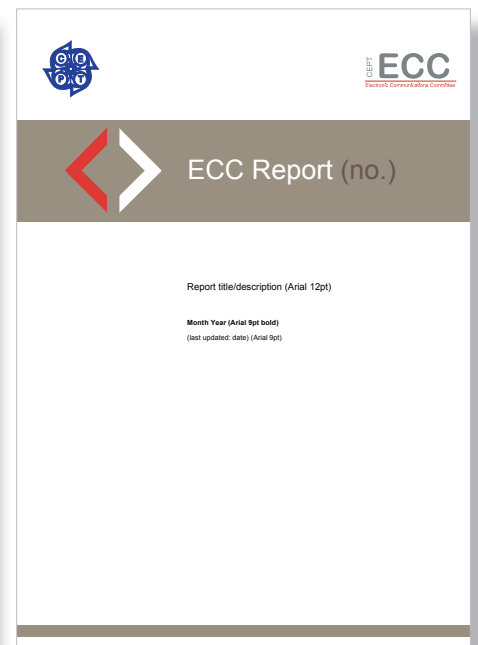 C E
P T
CEPT
ECC
Electronic Communications Committee
ECC Report (no.)
Report title/description (Arial 12pt)
Month Year (Arial 9pt bold)
(last updated: date) (Arial 9pt)